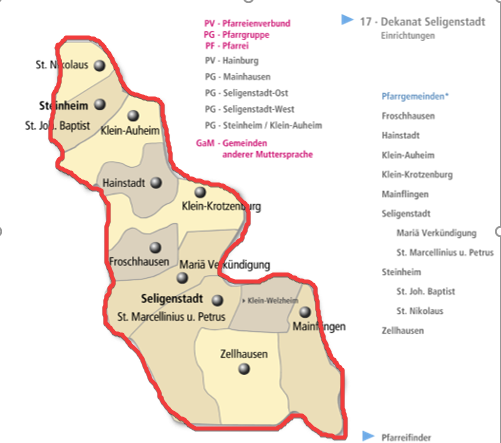 St. Nikolaus
Steinheim
St. Joh. Baptist
Klein-Auheim
Hainstadt
Klein-Krotzenburg
Froschhausen
Mariä Verkündigung
Seligenstadt
St. Marcellinius u. Petrus
Klein-Welzheim
Mainflingen
Zellhausen
PV - Pfarreienverbund
PG - Pfarrgruppe
PF - Pfarrei
PV - Hainburg
PG - Mainhausen
PG - Seligenstadt-Ost
PG - Seligenstadt-West
PG - Steinheim / Klein-Auheim
GaM - Gemeinden
anderer Muttersprache
17 - Dekanat Seligenstadt
Einrichtungen
Pfarrgemeinden*
Froschhausen
Hainstadt
Klein-Auheim
Klein-Krotzenburg
Mainflingen
Seligenstadt
Mariä Verkündigung
St. Marcellinius u. Petrus
Steinheim
St. Joh. Baptist
St. Nikolaus
Zellhausen
Pfarreifinder